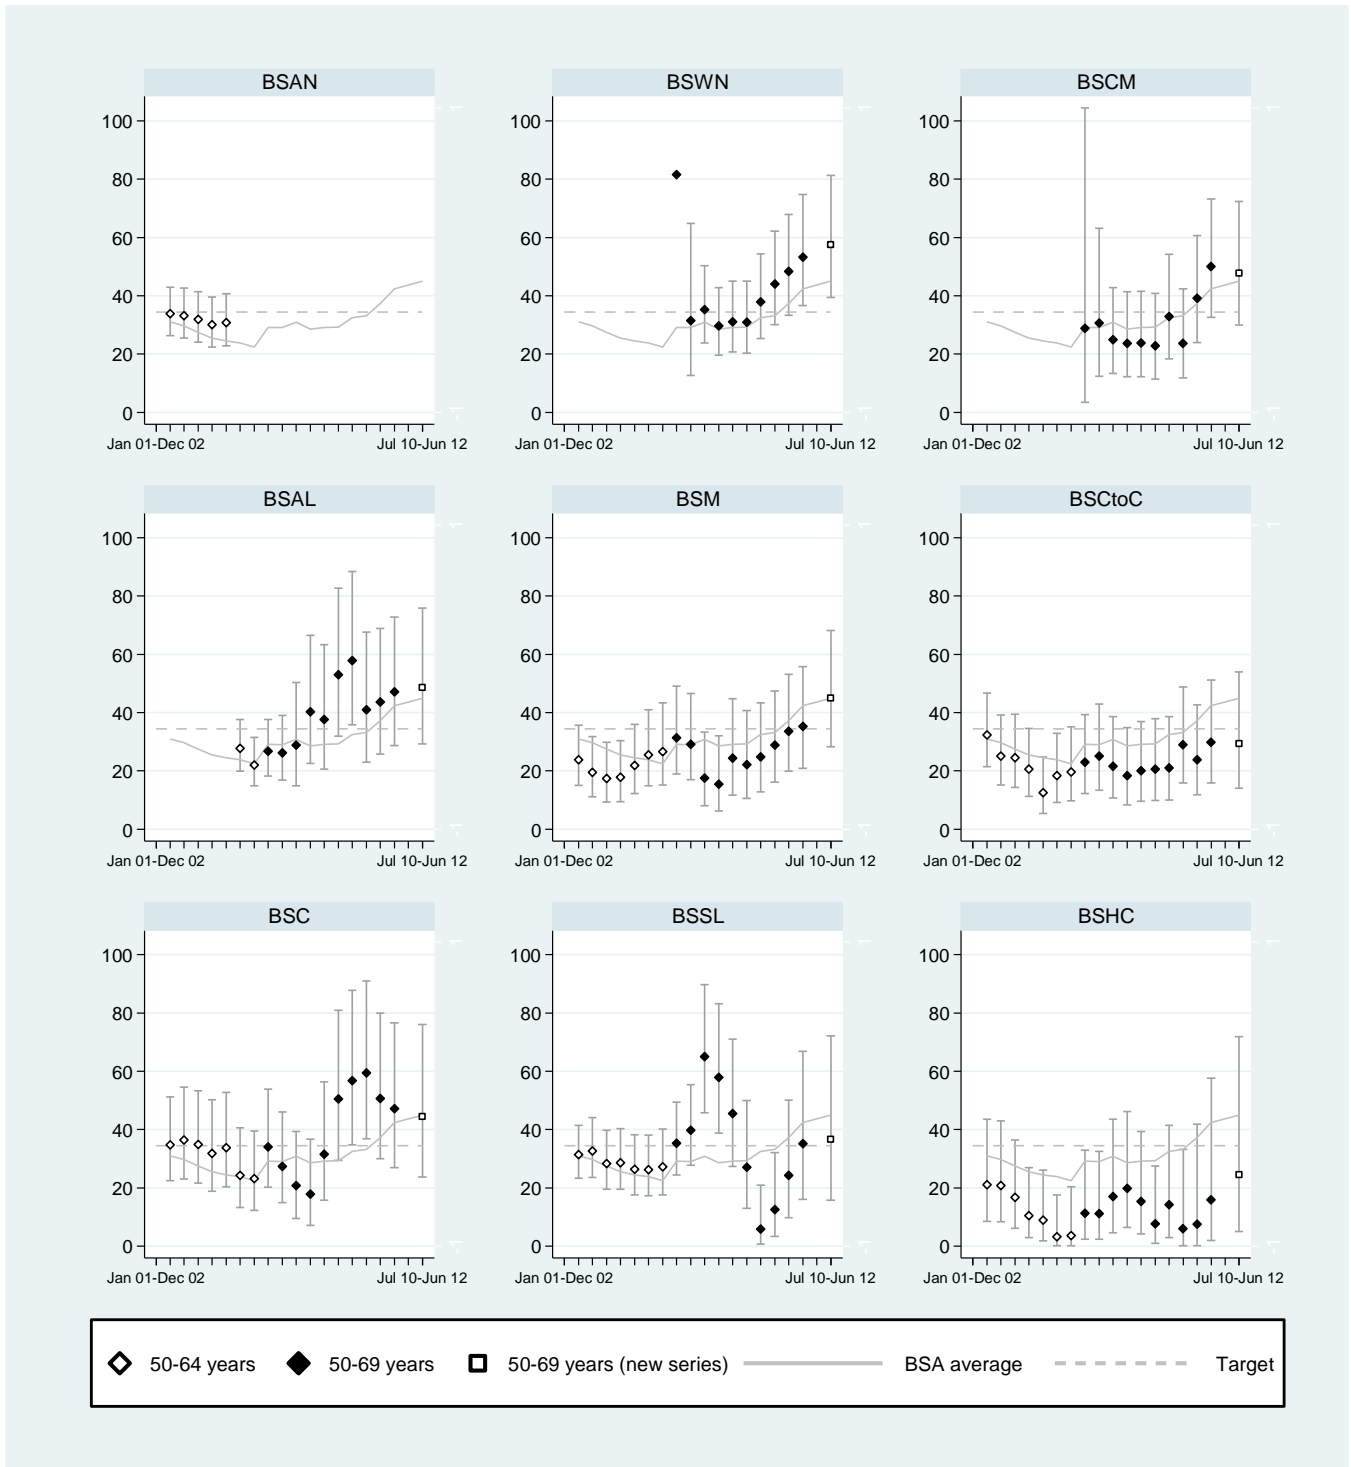 BSAN BSWN BSCM
100 100 100
80 80 80
60 60 60
40 40 40
20 20 20
0 0 0
Jan 01-Dec 02 Jul 10-Jun 12 Jan 01-Dec 02 Jul 10-Jun 12 Jan 01-Dec 02 Jul 10-Jun 12
BSAL BSM BSCtoC
100 100 100
80 80 80
60 60 60
40 40 40
20 20 20
0 0 0
Jan 01-Dec 02 Jul 10-Jun 12 Jan 01-Dec 02 Jul 10-Jun 12 Jan 01-Dec 02 Jul 10-Jun 12
BSC BSSL BSHC
100 100 100
80 80 80
60 60 60
40 40 40
20 20 20
0 0 0
Jan 01-Dec 02 Jul 10-Jun 12 Jan 01-Dec 02 Jul 10-Jun 12 Jan 01-Dec 02 Jul 10-Jun 12
50-64 years 50-69 years 50-69 years (new series) BSA average Target